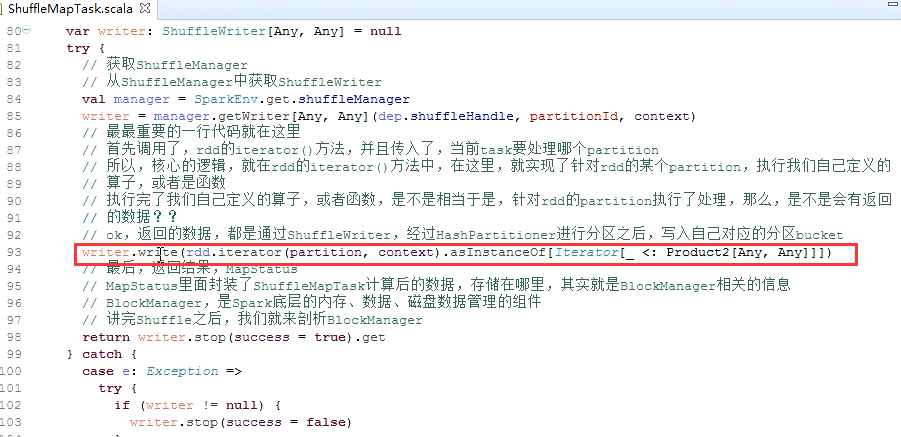 ShuffleMapTask.scala
80 var writer: ShuffleWriter[Any, Any] = null
81 try {
82 // 获取ShuffleManager
83 // 从ShuffleManager中获取ShuffleWriter
84 val manager = SparkEnv.get.shuffleManager
85 writer = manager.getWriter[Any, Any](dep.shuffleHandle, partitionId, context)
86 // 最最重要的一行代码就在这里
87 // 首先调用了，rdd的iterator()方法，并且传入了，当前task要处理哪个partition
88 // 所以，核心的逻辑，就在rdd的iterator()方法中，在这里，就实现了针对rdd的某个partition，执行我们自己定义的
89 // 算子，或者是函数
90 // 执行完了我们自己定义的算子，或者函数，是不是相当于是，针对rdd的partition执行了处理，那么，是不是会有返回
91 // 的数据？？
92 // ok，返回的数据，都是通过ShuffleWriter，经过HashPartitioner进行分区之后，写入自己对应的分区bucket
93 writer.write(rdd.iterator(partition, context).asInstanceOf[Iterator[_ <: Product2[Any, Any]]])
94 // 最后，返回结果，MapStatus
95 // MapStatus里面封装了ShuffleMapTask计算后的数据，存储在哪里，其实就是BlockManager相关的信息
96 // BlockManager，是Spark底层的内存、数据、磁盘数据管理的组件
97 // 讲完Shuffle之后，我们就来剖析BlockManager
98 return writer.stop(success = true).get
99 } catch {
100 case e: Exception =>
101 try {
102 if (writer != null) {
103 writer.stop(success = false)